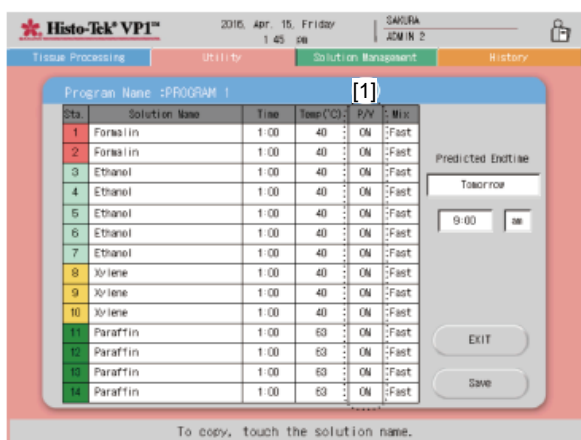 Histo-Tek® VP1™ 2016. Apr. 15, Friday SAKURA
1 45 pm ADMIN 2
Tissue Processing Utility Solution Management History
Program Name :PROGRAM 1 [1]
Sta. Solution Name Time Temp(°C) P/V Mix
1 Formalin 1:00 40 ON Fast
2 Formalin 1:00 40 ON Fast
3 Ethanol 1:00 40 ON Fast
4 Ethanol 1:00 40 ON Fast
5 Ethanol 1:00 40 ON Fast
6 Ethanol 1:00 40 ON Fast
7 Ethanol 1:00 40 ON Fast
8 Xylene 1:00 40 ON Fast
9 Xylene 1:00 40 ON Fast
10 Xylene 1:00 40 ON Fast
11 Paraffin 1:00 63 ON Fast
12 Paraffin 1:00 63 ON Fast
13 Paraffin 1:00 63 ON Fast
14 Paraffin 1:00 63 ON Fast
Predicted Endtime
Tomorrow
9:00 am
EXIT
Save
To copy, touch the solution name.